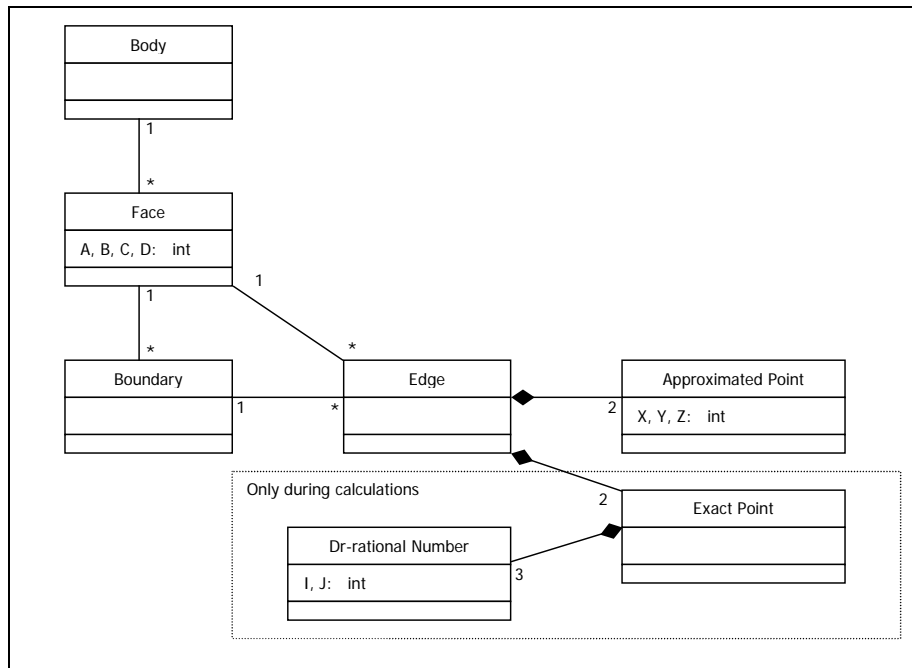 Body
1
*
Face
A, B, C, D: int
1
1
*
*
Boundary
Edge
Approximated Point
1
*
2
X, Y, Z: int
Only during calculations
2
Exact Point
Dr-rational Number
3
I, J: int